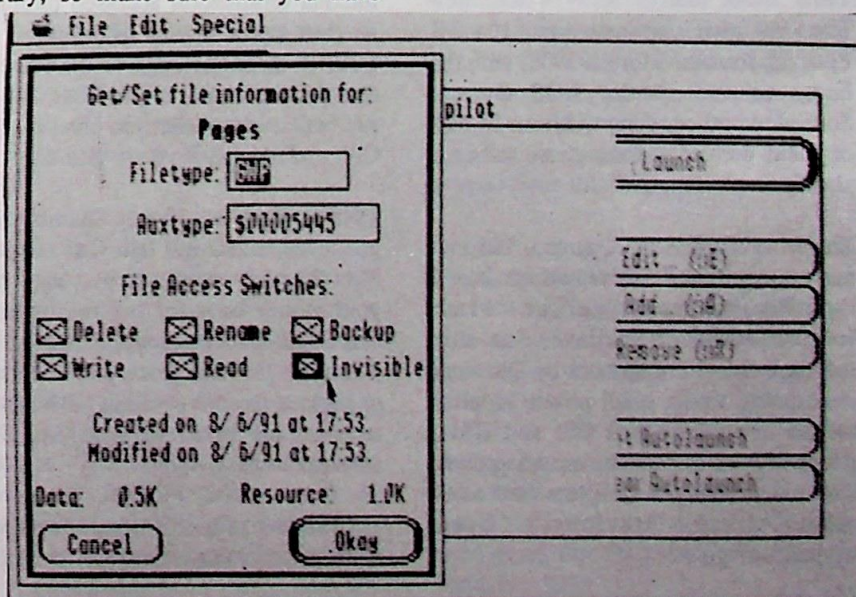 File Edit Special
Get/Set file information for:
Pages
Filetype:
Auxtype: $00005445
File Access Switches:
Delete Rename Backup
Write Read Invisible
Created on 8/ 6/91 at 17:53.
Modified on 8/ 6/91 at 17:53.
Data: 0.5K Resource: 1.0K
Cancel Okay
pilot
Launch
Edit
Add
Remove
Autolaunch
Autolaunch